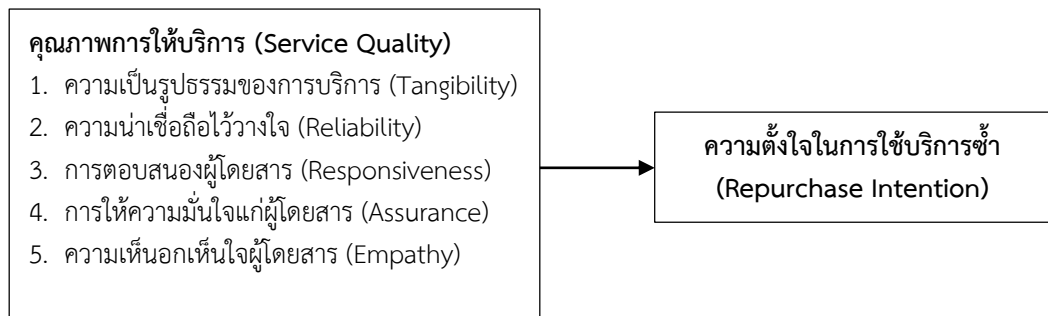 คุณภาพการให้บริการ (Service Quality)
1. ความเป็นรูปธรรมของการบริการ (Tangibility)
2. ความน่าเชื่อถือไว้วางใจ (Reliability)
3. การตอบสนองผู้โดยสาร (Responsiveness)
4. การให้ความมั่นใจแก่ผู้โดยสาร (Assurance)
5. ความเห็นอกเห็นใจผู้โดยสาร (Empathy)
ความตั้งใจในการใช้บริการซ้ำ
(Repurchase Intention)